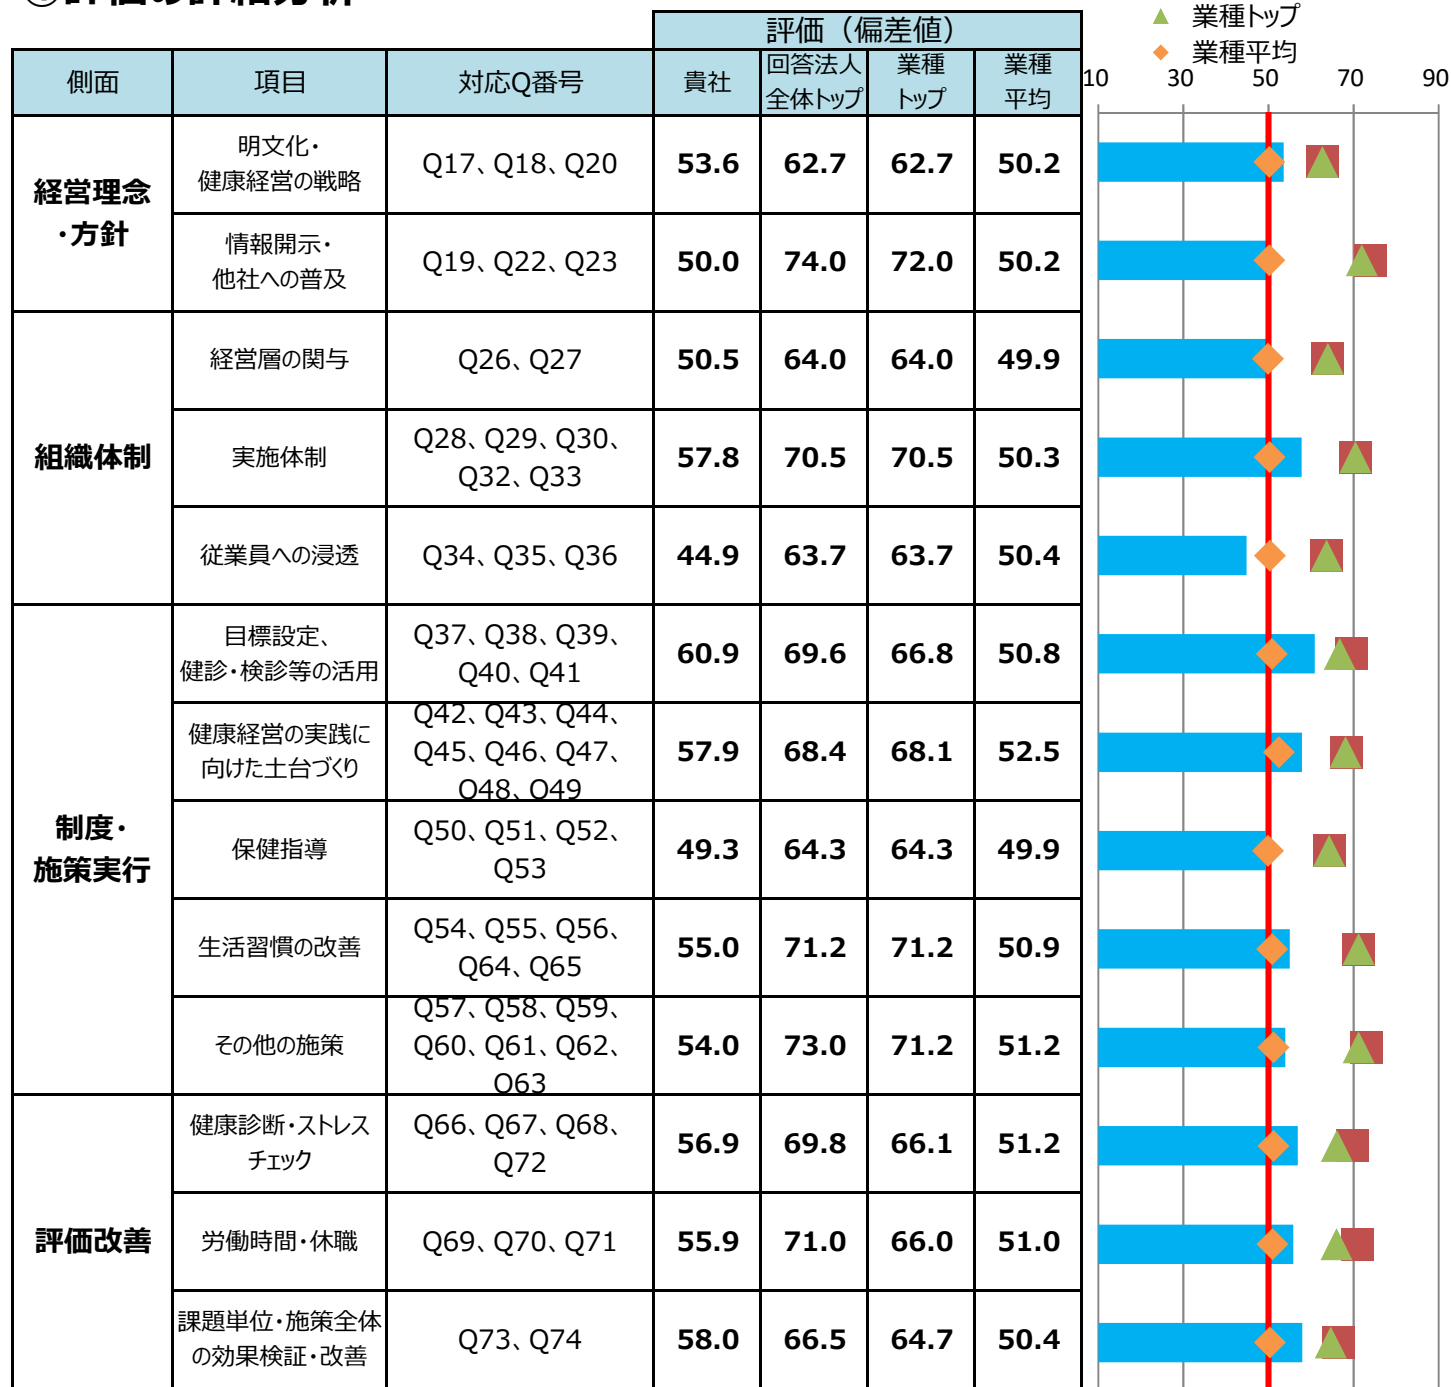 ①評価の詳細分析
▲ 業種トップ
◆ 業種平均
評価（偏差値）
側面 項目 対応Q番号 貴社 回答法人全体トップ 業種トップ 業種平均
10 30 50 70 90
経営理念・方針
明文化・健康経営の戦略 Q17、Q18、Q20 53.6 62.7 62.7 50.2
情報開示・他社への普及 Q19、Q22、Q23 50.0 74.0 72.0 50.2
組織体制
経営層の関与 Q26、Q27 50.5 64.0 64.0 49.9
実施体制 Q28、Q29、Q30、Q32、Q33 57.8 70.5 70.5 50.3
従業員への浸透 Q34、Q35、Q36 44.9 63.7 63.7 50.4
制度・施策実行
目標設定、健診・検診等の活用 Q37、Q38、Q39、Q40、Q41 60.9 69.6 66.8 50.8
健康経営の実践に向けた土台づくり Q42、Q43、Q44、Q45、Q46、Q47、Q48、Q49 57.9 68.4 68.1 52.5
保健指導 Q50、Q51、Q52、Q53 49.3 64.3 64.3 49.9
生活習慣の改善 Q54、Q55、Q56、Q64、Q65 55.0 71.2 71.2 50.9
その他の施策 Q57、Q58、Q59、Q60、Q61、Q62、Q63 54.0 73.0 71.2 51.2
評価改善
健康診断・ストレスチェック Q66、Q67、Q68、Q72 56.9 69.8 66.1 51.2
労働時間・休職 Q69、Q70、Q71 55.9 71.0 66.0 51.0
課題単位・施策全体の効果検証・改善 Q73、Q74 58.0 66.5 64.7 50.4